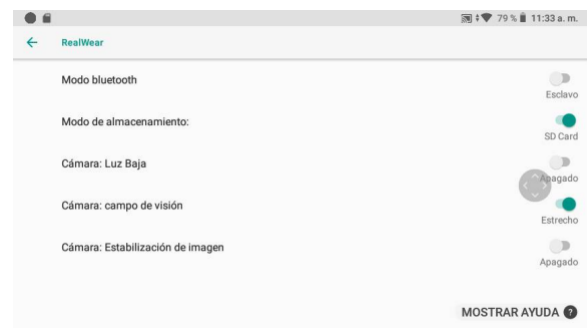 79 % 11:33 a. m.
RealWear
Modo bluetooth
Esclavo
Modo de almacenamiento:
SD Card
Cámara: Luz Baja
Apagado
Cámara: campo de visión
Estrecho
Cámara: Estabilización de imagen
Apagado
MOSTRAR AYUDA ?